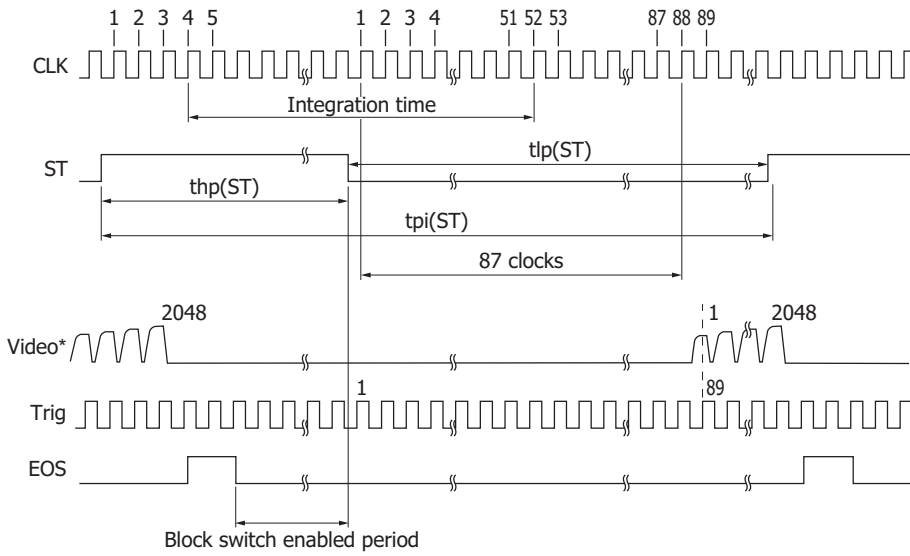 1 2 3 4 5 1 2 3 4 51 52 53 87 88 89
CLK
Integration time
ST
tlp(ST)
thp(ST)
tpi(ST)
87 clocks
2048 1 2048
Video*
1 89
Trig
EOS
Block switch enabled period